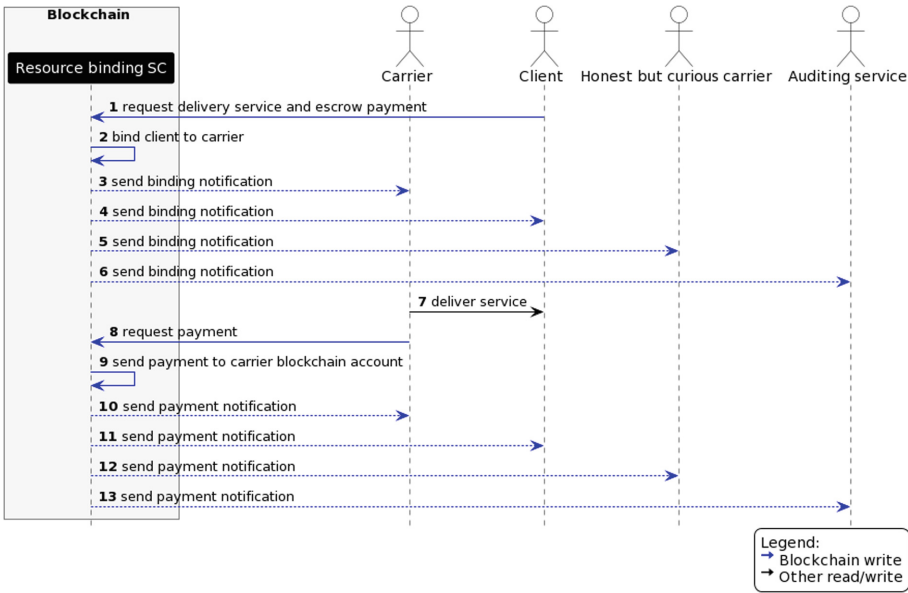 Blockchain
Resource binding SC
Carrier
Client
Honest but curious carrier
Auditing service
1 request delivery service and escrow payment
2 bind client to carrier
3 send binding notification
4 send binding notification
5 send binding notification
6 send binding notification
7 deliver service
8 request payment
9 send payment to carrier blockchain account
10 send payment notification
11 send payment notification
12 send payment notification
13 send payment notification
Legend:
Blockchain write
Other read/write